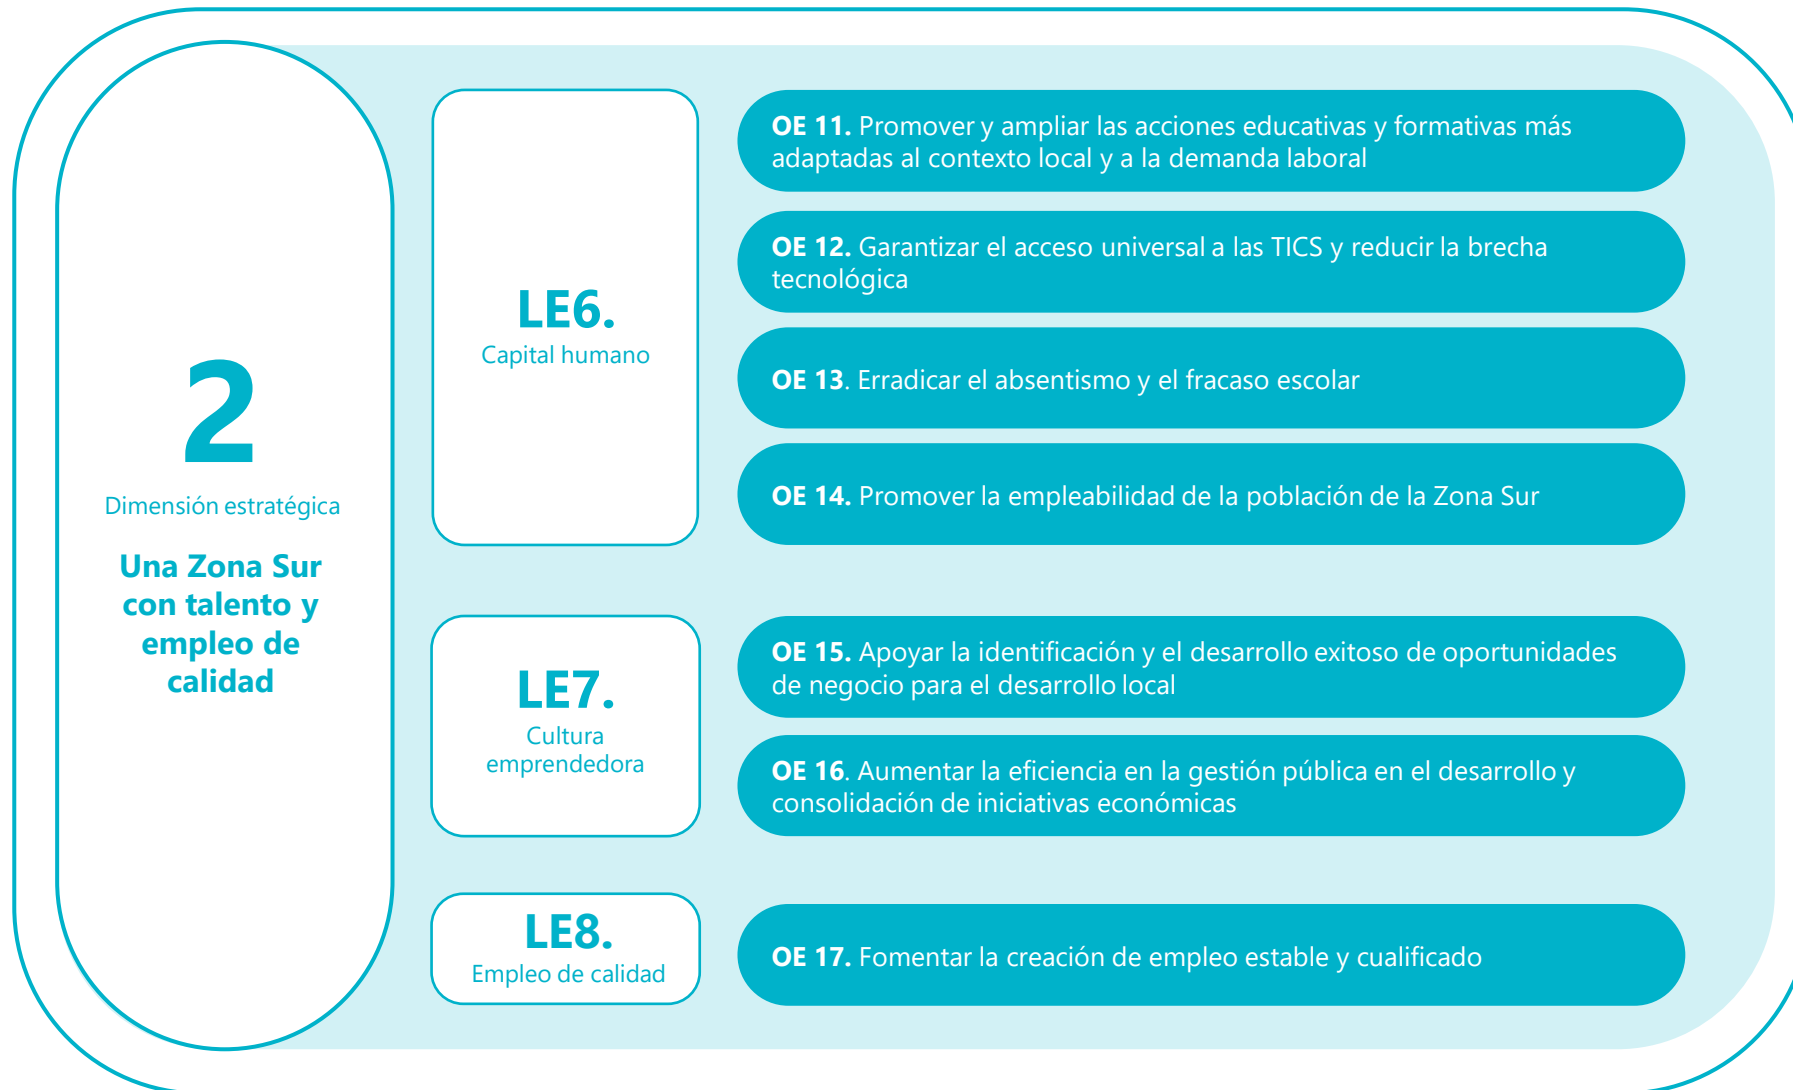 2
Dimensión estratégica
Una Zona Sur
con talento y
empleo de
calidad
LE6.
Capital humano
OE 11. Promover y ampliar las acciones educativas y formativas más
adaptadas al contexto local y a la demanda laboral
OE 12. Garantizar el acceso universal a las TICS y reducir la brecha
tecnológica
OE 13. Erradicar el absentismo y el fracaso escolar
OE 14. Promover la empleabilidad de la población de la Zona Sur
LE7.
Cultura
emprendedora
OE 15. Apoyar la identificación y el desarrollo exitoso de oportunidades
de negocio para el desarrollo local
OE 16. Aumentar la eficiencia en la gestión pública en el desarrollo y
consolidación de iniciativas económicas
LE8.
Empleo de calidad
OE 17. Fomentar la creación de empleo estable y cualificado